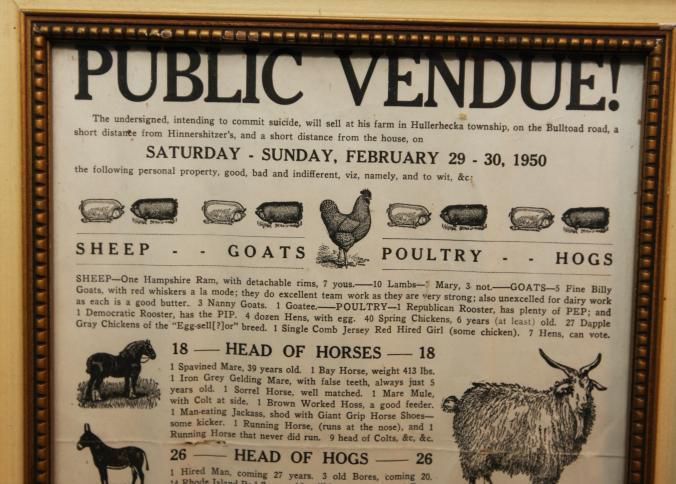 PUBLIC VENDUE!
The undersigned, intending to commit suicide, will sell at his farm in Hullerhecka township, on the Bulltoad road, a
short distance from Hinnershitzer's, and a short distance from the house, on
SATURDAY - SUNDAY, FEBRUARY 29 - 30, 1950
the following personal property, good, bad and indifferent, viz, namely, and to wit, &c:
SHEEP - - GOATS POULTRY - - HOGS
SHEEP—One Hampshire Ram, with detachable rims, 7 yous.—10 Lambs—? Mary, 3 not.—GOATS—5 Fine Billy
Goats, with red whiskers a la mode; they do excellent team work as they are very strong; also unexcelled for dairy work
as each is a good butter. 3 Nanny Goats. 1 Goatee.—POULTRY—1 Republican Rooster, has plenty of PEP; and
1 Democratic Rooster, has the PIP. 4 dozen Hens, with egg. 40 Spring Chickens, 6 years (at least) old. 27 Dapple
Gray Chickens of the "Egg-sell[?]or" breed. 1 Single Comb Jersey Red Hired Girl (some chicken). 7 Hens, can vote.
18 — HEAD OF HORSES — 18
1 Spavined Mare, 39 years old. 1 Bay Horse, weight 413 lbs.
1 Iron Grey Gelding Mare, with false teeth, always just 5
years old. 1 Sorrel Horse, well matched. 1 Mare Mule,
with Colt at side. 1 Brown Worked Hoss, a good feeder.
1 Man-eating Jackass, shod with Giant Grip Horse Shoes—
some kicker. 1 Running Horse, (runs at the nose), and 1
Running Horse that never did run. 9 head of Colts, &c, &c.
26 — HEAD OF HOGS — 26
1 Hired Man, coming 27 years. 3 old Bores, coming 20.
14 Rhode Island